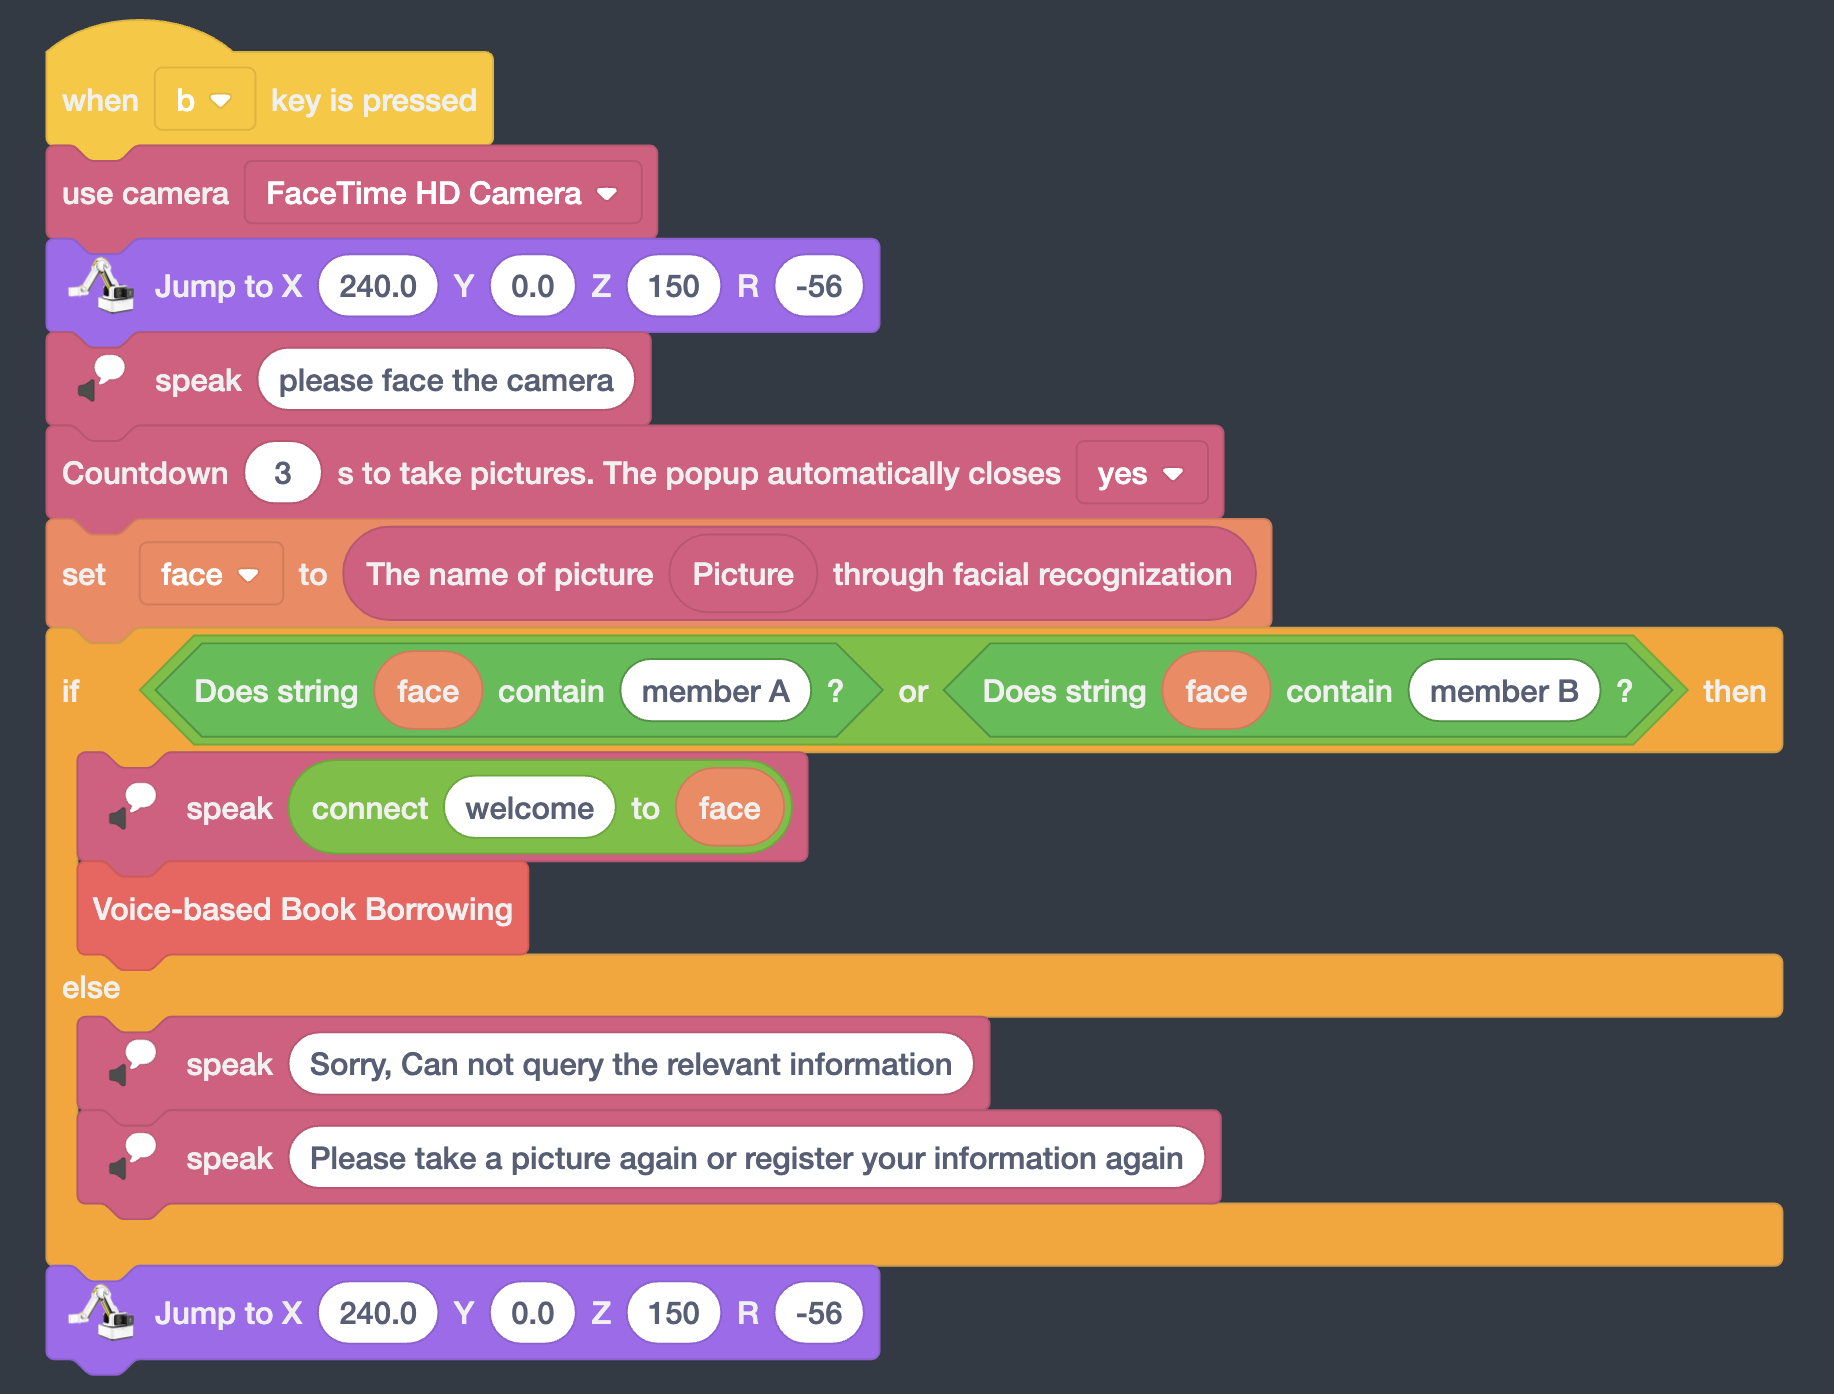 when b key is pressed
use camera FaceTime HD Camera
Jump to X 240.0 Y 0.0 Z 150 R -56
speak please face the camera
Countdown 3 s to take pictures. The popup automatically closes yes
set face to The name of picture Picture through facial recognization
if Does string face contain member A ? or Does string face contain member B ? then
speak connect welcome to face
Voice-based Book Borrowing
else
speak Sorry, Can not query the relevant information
speak Please take a picture again or register your information again
Jump to X 240.0 Y 0.0 Z 150 R -56